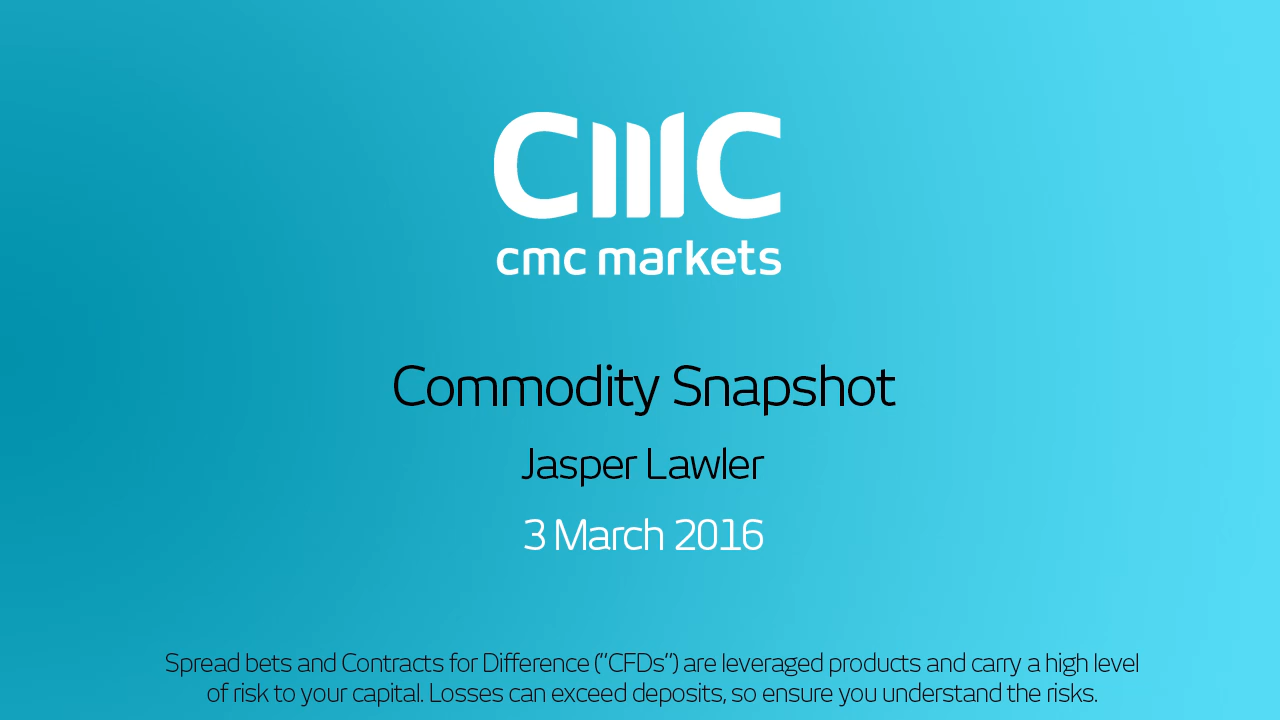 CMC
cmc markets
Commodity Snapshot
Jasper Lawler
3 March 2016
Spread bets and Contracts for Difference (“CFDs”) are leveraged products and carry a high level
of risk to your capital. Losses can exceed deposits, so ensure you understand the risks.